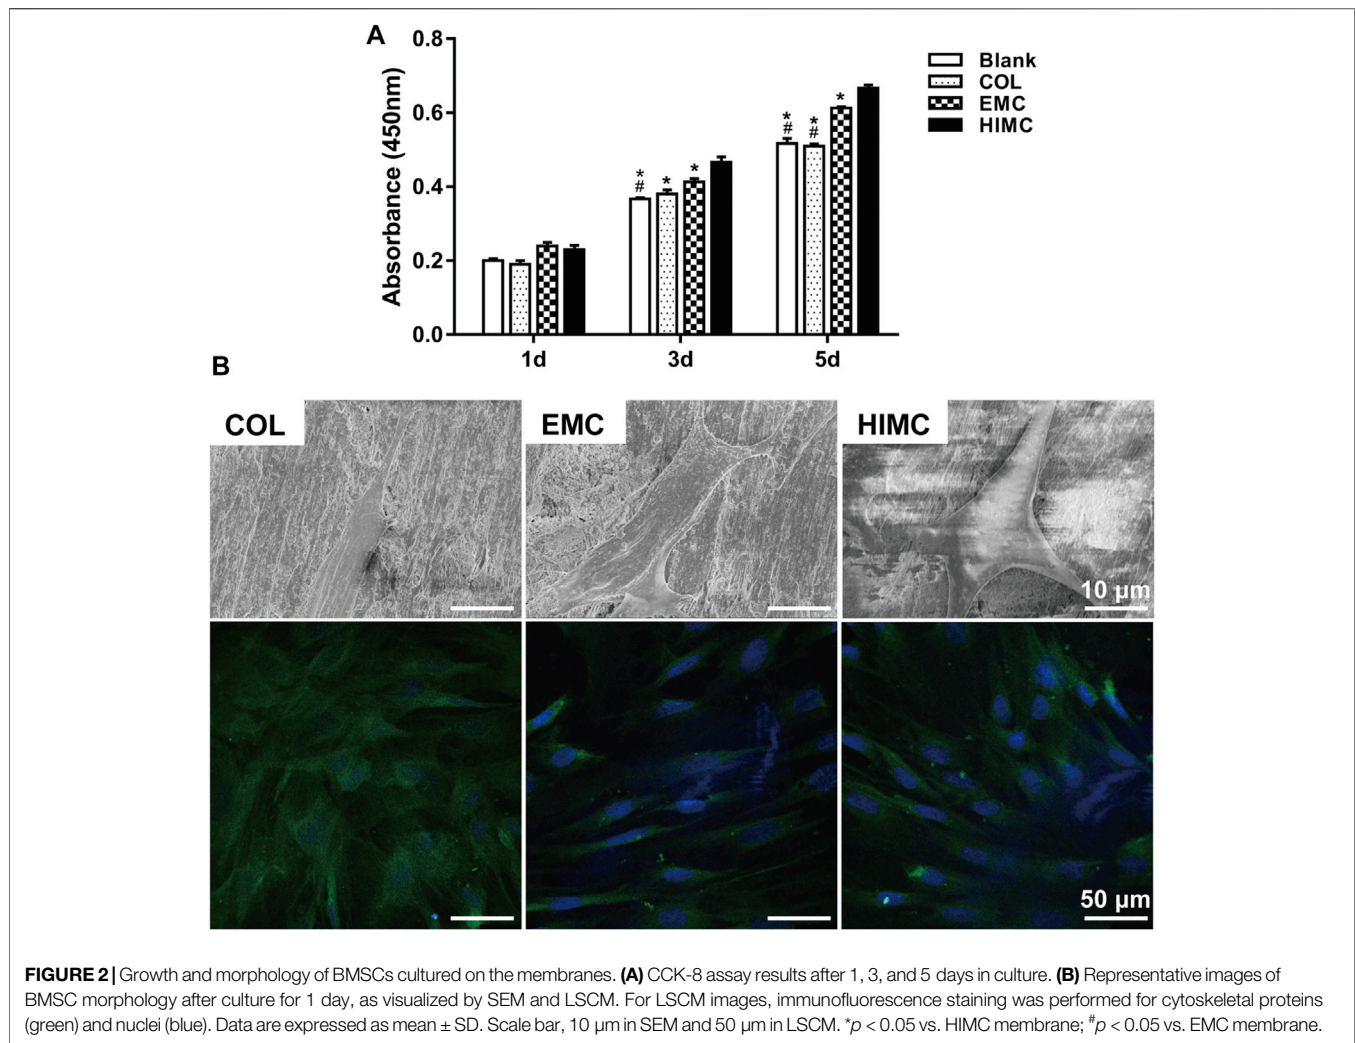 A
0.8
0.6
0.4
0.2
0.0
Absorbance (450nm)
Blank
COL
EMC
HIMC
*
#
*
*
*
#
*
#
*
1d
3d
5d
B
COL
EMC
HIMC
10 µm
50 µm
FIGURE 2 | Growth and morphology of BMSCs cultured on the membranes. (A) CCK-8 assay results after 1, 3, and 5 days in culture. (B) Representative images of
BMSC morphology after culture for 1 day, as visualized by SEM and LSCM. For LSCM images, immunofluorescence staining was performed for cytoskeletal proteins
(green) and nuclei (blue). Data are expressed as mean ± SD. Scale bar, 10 µm in SEM and 50 µm in LSCM. *p < 0.05 vs. HIMC membrane; #p < 0.05 vs. EMC membrane.